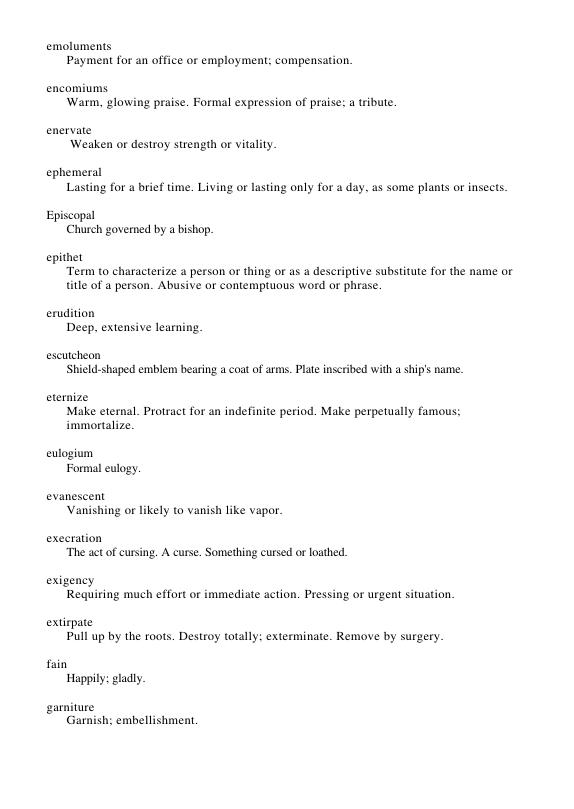 emoluments
Payment for an office or employment; compensation.
encomiums
Warm, glowing praise. Formal expression of praise; a tribute.
enervate
Weaken or destroy strength or vitality.
ephemeral
Lasting for a brief time. Living or lasting only for a day, as some plants or insects.
Episcopal
Church governed by a bishop.
epithet
Term to characterize a person or thing or as a descriptive substitute for the name or
title of a person. Abusive or contemptuous word or phrase.
erudition
Deep, extensive learning.
escutcheon
Shield-shaped emblem bearing a coat of arms. Plate inscribed with a ship's name.
eternize
Make eternal. Protract for an indefinite period. Make perpetually famous;
immortalize.
eulogium
Formal eulogy.
evanescent
Vanishing or likely to vanish like vapor.
execration
The act of cursing. A curse. Something cursed or loathed.
exigency
Requiring much effort or immediate action. Pressing or urgent situation.
extirpate
Pull up by the roots. Destroy totally; exterminate. Remove by surgery.
fain
Happily; gladly.
garniture
Garnish; embellishment.